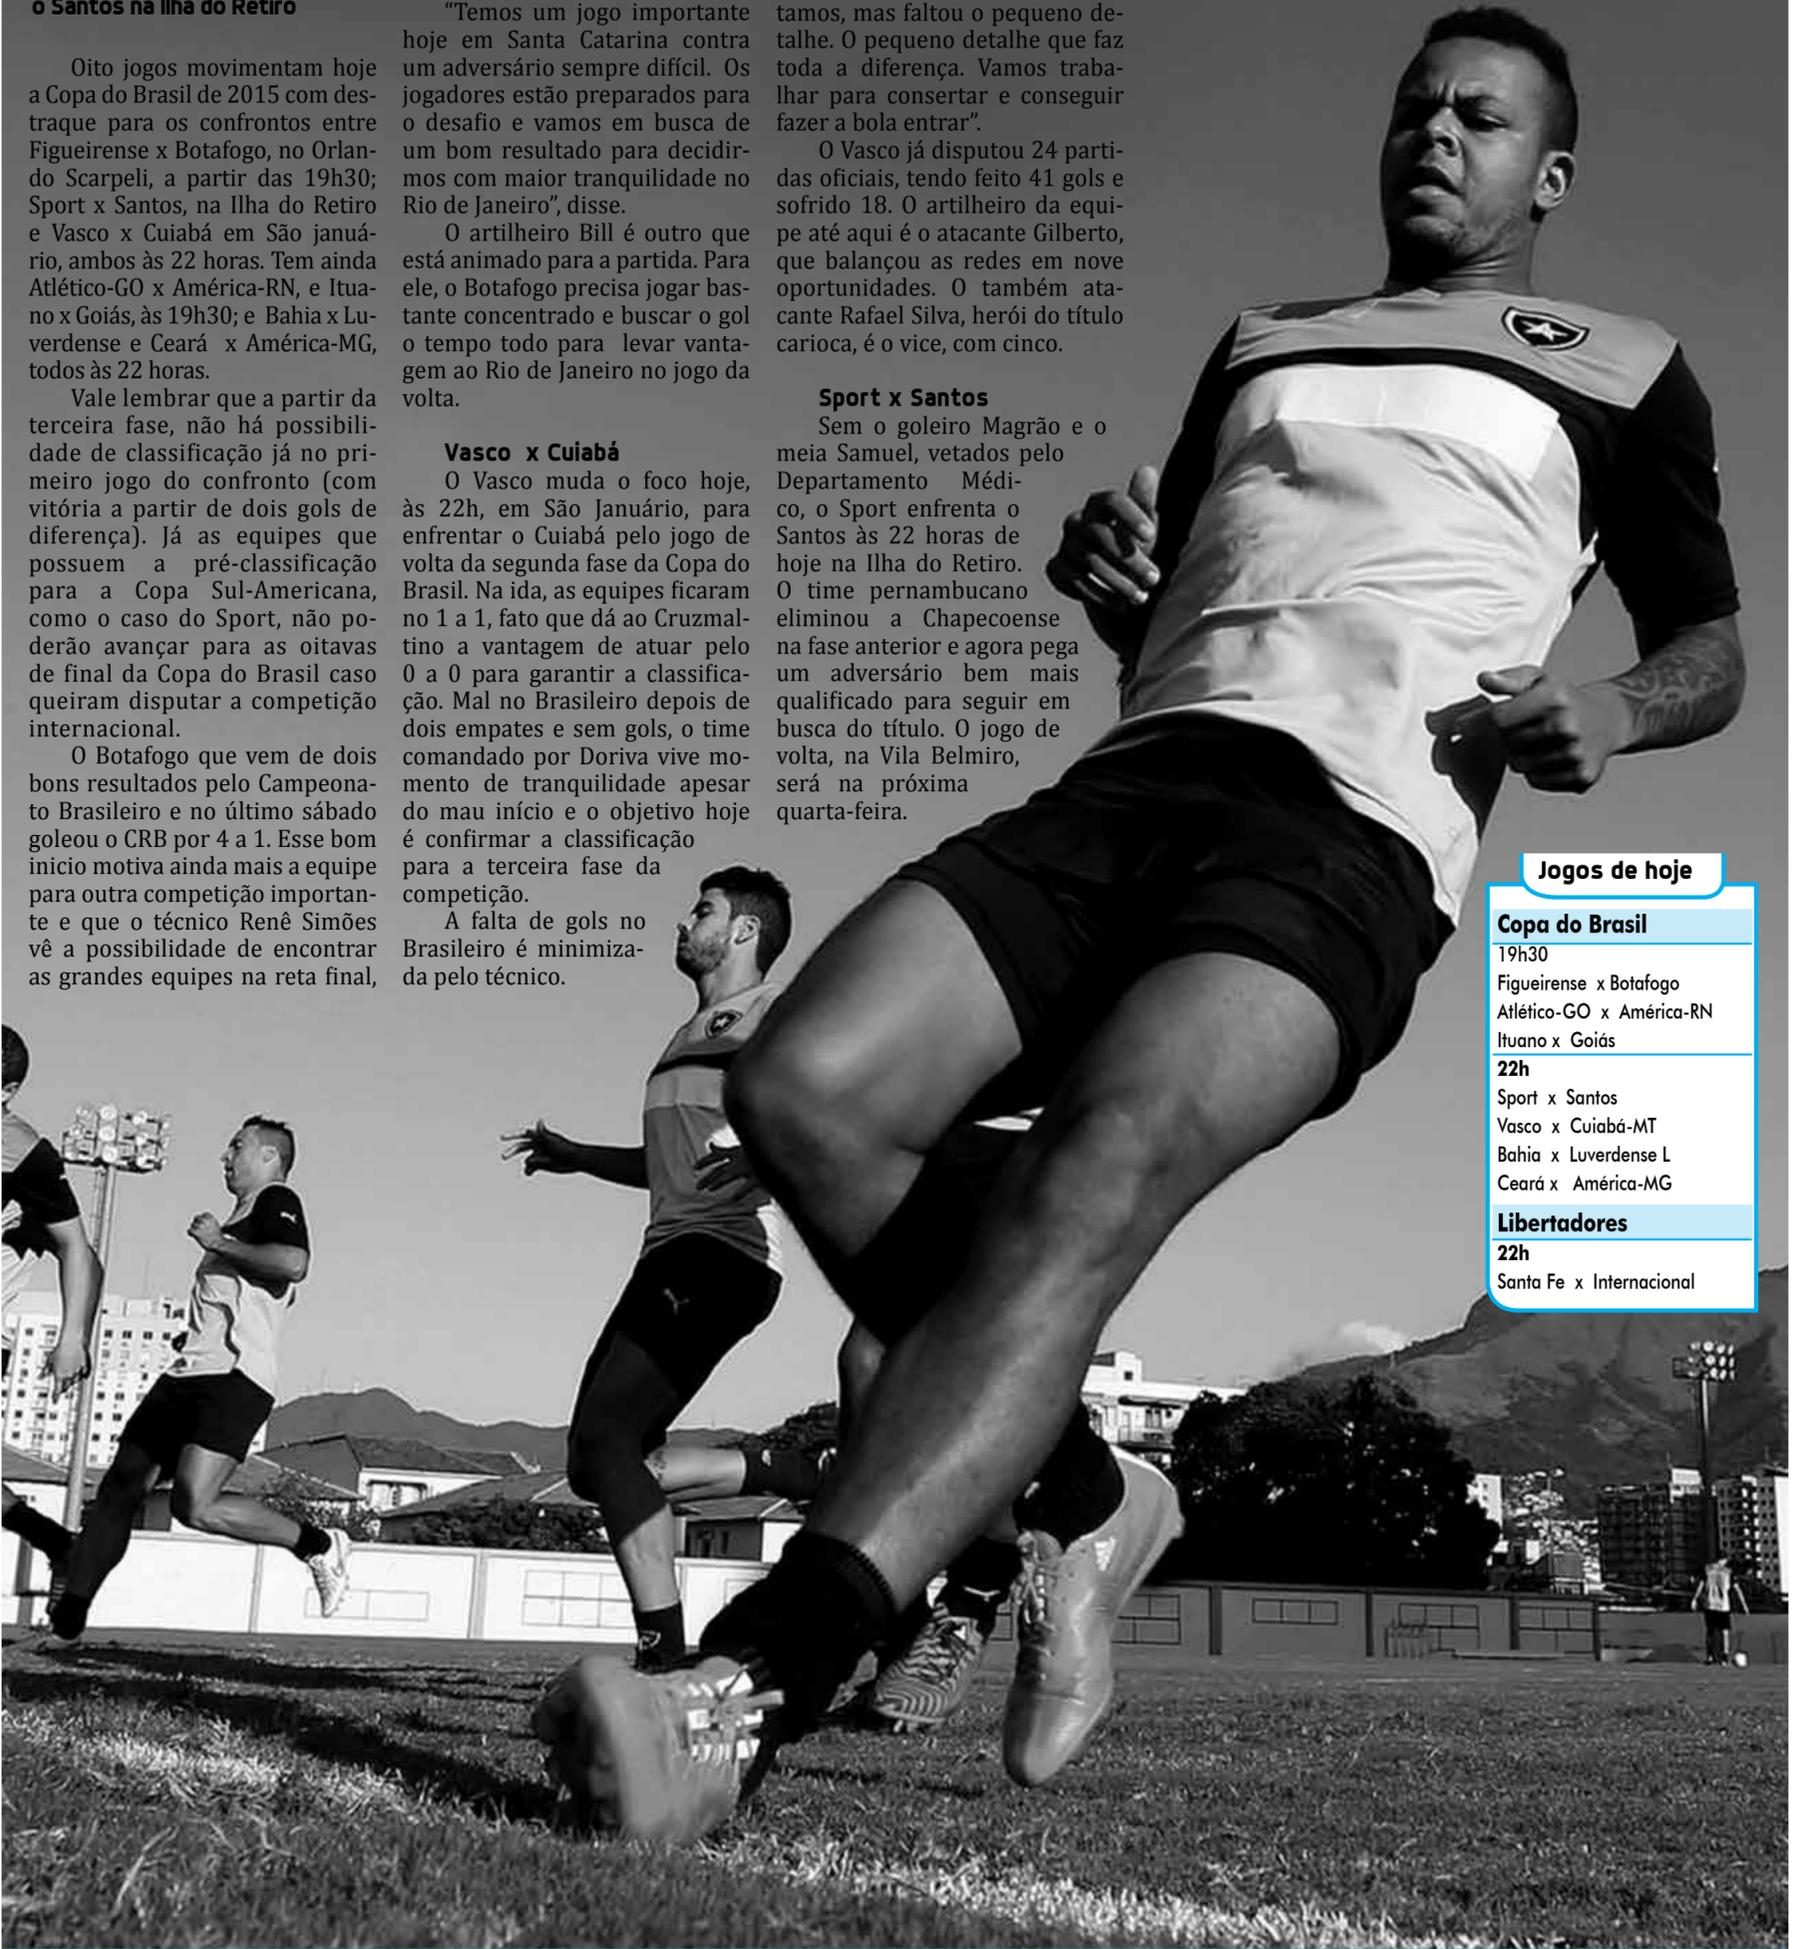 o Santos na Ilha do Retiro
Oito jogos movimentam hoje
a Copa do Brasil de 2015 com des-
traque para os confrontos entre
Figueirense x Botafogo, no Orlan-
do Scarpeli, a partir das 19h30;
Sport x Santos, na Ilha do Retiro
e Vasco x Cuiabá em São januá-
rio, ambos às 22 horas. Tem ainda
Atlético-GO x América-RN, e Itua-
no x Goiás, às 19h30; e Bahia x Lu-
verdense e Ceará x América-MG,
todos às 22 horas.
Vale lembrar que a partir da
terceira fase, não há possibili-
dade de classificação já no pri-
meiro jogo do confronto (com
vitória a partir de dois gols de
diferença). Já as equipes que
possuem a pré-classificação
para a Copa Sul-Americana,
como o caso do Sport, não po-
derão avançar para as oitavas
de final da Copa do Brasil caso
queiram disputar a competição
internacional.
O Botafogo que vem de dois
bons resultados pelo Campeona-
to Brasileiro e no último sábado
goleou o CRB por 4 a 1. Esse bom
inicio motiva ainda mais a equipe
para outra competição importan-
te e que o técnico Renê Simões
vê a possibilidade de encontrar
as grandes equipes na reta final,
"Temos um jogo importante
hoje em Santa Catarina contra
um adversário sempre difícil. Os
jogadores estão preparados para
o desafio e vamos em busca de
um bom resultado para decidir-
mos com maior tranquilidade no
Rio de Janeiro", disse.
O artilheiro Bill é outro que
está animado para a partida. Para
ele, o Botafogo precisa jogar bas-
tante concentrado e buscar o gol
o tempo todo para levar vanta-
gem ao Rio de Janeiro no jogo da
volta.
Vasco x Cuiabá
O Vasco muda o foco hoje,
às 22h, em São Januário, para
enfrentar o Cuiabá pelo jogo de
volta da segunda fase da Copa do
Brasil. Na ida, as equipes ficaram
no 1 a 1, fato que dá ao Cruzmal-
tino a vantagem de atuar pelo
0 a 0 para garantir a classifica-
ção. Mal no Brasileiro depois de
dois empates e sem gols, o time
comandado por Doriva vive mo-
mento de tranquilidade apesar
do mau início e o objetivo hoje
é confirmar a classificação
para a terceira fase da
competição.
A falta de gols no
Brasileiro é minimiza-
da pelo técnico.
tamos, mas faltou o pequeno de-
talhe. O pequeno detalhe que faz
toda a diferença. Vamos traba-
lhar para consertar e conseguir
fazer a bola entrar".
O Vasco já disputou 24 parti-
das oficiais, tendo feito 41 gols e
sofrido 18. O artilheiro da equi-
pe até aqui é o atacante Gilberto,
que balançou as redes em nove
oportunidades. O também ata-
cante Rafael Silva, herói do título
carioca, é o vice, com cinco.
Sport x Santos
Sem o goleiro Magrão e o
meia Samuel, vetados pelo
Departamento Médi-
co, o Sport enfrenta o
Santos às 22 horas de
hoje na Ilha do Retiro.
O time pernambucano
eliminou a Chapecoense
na fase anterior e agora pega
um adversário bem mais
qualificado para seguir em
busca do título. O jogo de
volta, na Vila Belmiro,
será na próxima
quarta-feira.
Jogos de hoje
Copa do Brasil
19h30
Figueirense x Botafogo
Atlético-GO x América-RN
Ituano x Goiás
22h
Sport x Santos
Vasco x Cuiabá-MT
Bahia x Luverdense L
Ceará x América-MG
Libertadores
22h
Santa Fe x Internacional